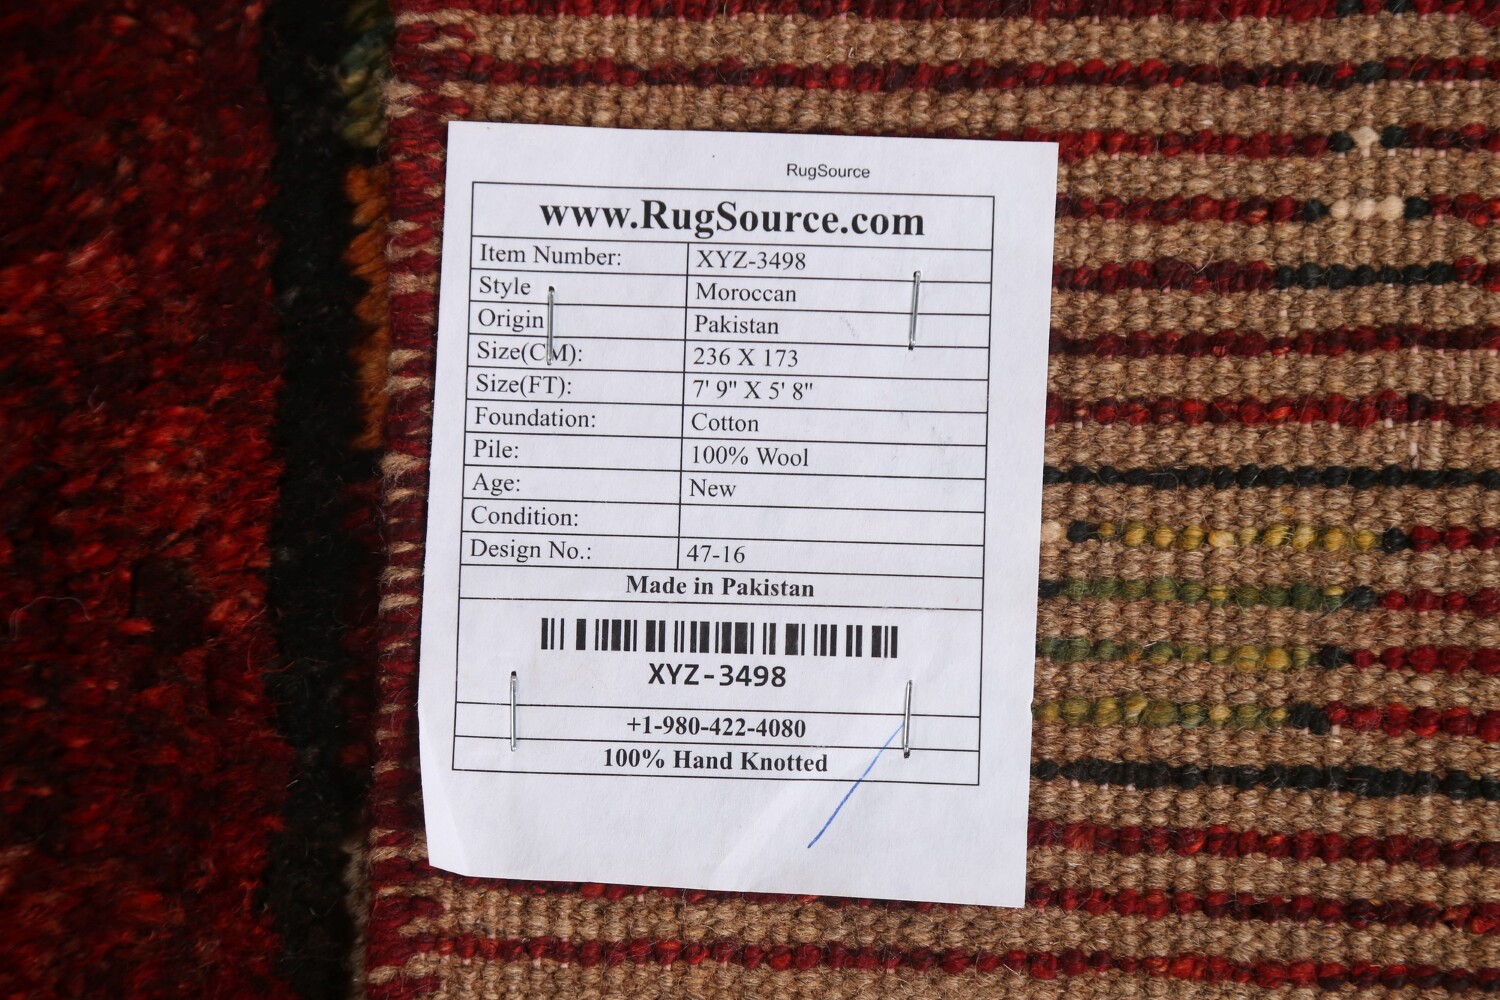 RugSource
www.RugSource.com
Item Number: XYZ-3498
Style Moroccan
Origin Pakistan
Size(CM): 236 X 173
Size(FT): 7' 9" X 5' 8"
Foundation: Cotton
Pile: 100% Wool
Age: New
Condition:
Design No.: 47-16
Made in Pakistan
XYZ-3498
+1-980-422-4080
100% Hand Knotted